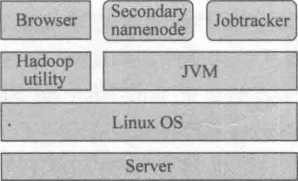 Browser
Secondary
namenode
Jobtracker
Hadoop
utility
JVM
Linux OS
Server